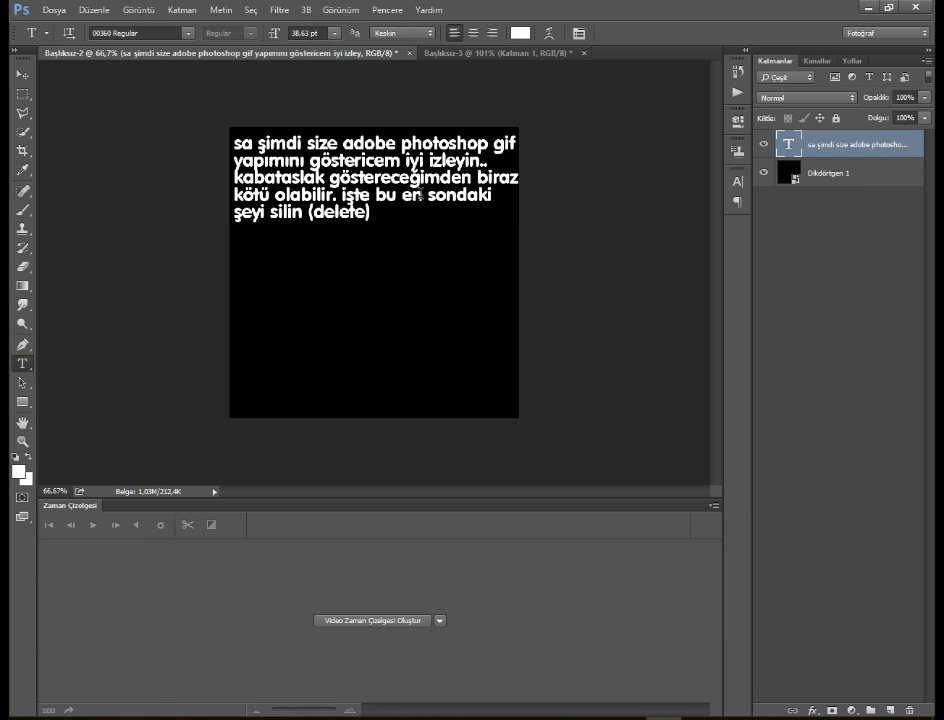 Ps Dosya Düzenle Görüntü Katman Metin Seç Filtre 3B Görünüm Pencere Yardım
T 00360 Regular Regular 38,63 pt Keskin Fotoğraf
Başlıksız-2 @ 66,7% (sa şimdi size adobe photoshop gif yapımını göstericem iyi izley, RGB/8) * × Başlıksız-3 @ 101% (Katman 1, RGB/8) * ×
Katmanlar Kanallar Yollar
Çeşit
Normal Opaklık: 100%
Kilitle: Dolgu: 100%
T sa şimdi size adobe photosho...
Dikdörtgen 1
sa şimdi size adobe photoshop gif
yapımını göstericem iyi izleyin..
kabataslak göstereceğimden biraz
kötü olabilir. işte bu en sondaki
şeyi silin (delete)
66,67% Belge: 1,03M/212,4K
Zaman Çizelgesi
Video Zaman Çizelgesi Oluştur